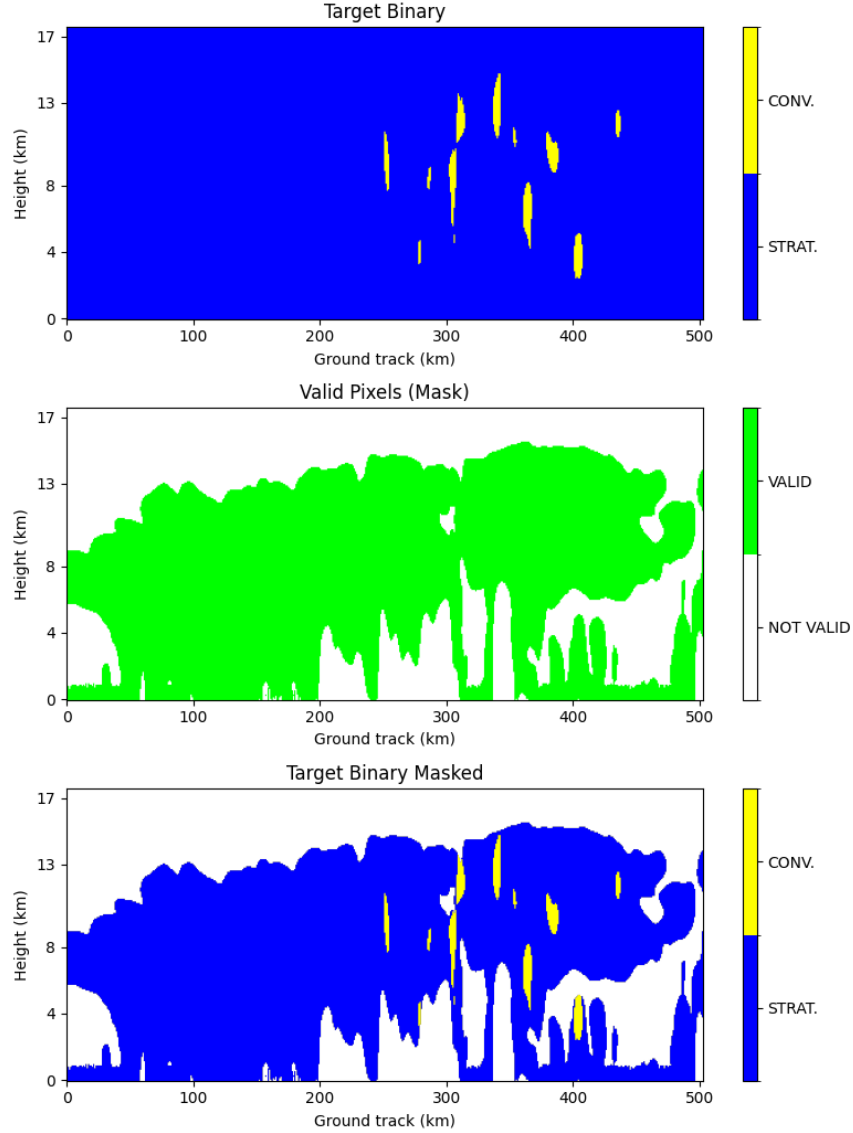 Target Binary
17
13
8
4
0
Height (km)
0 100 200 300 400 500
Ground track (km)
CONV.
STRAT.
Valid Pixels (Mask)
17
13
8
4
0
Height (km)
0 100 200 300 400 500
Ground track (km)
VALID
NOT VALID
Target Binary Masked
17
13
8
4
0
Height (km)
0 100 200 300 400 500
Ground track (km)
CONV.
STRAT.